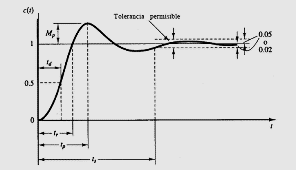 c(t)
Tolerancia permisible
Mp
1
0.05
o
0.02
td
0.5
0
t
tr
tp
ts